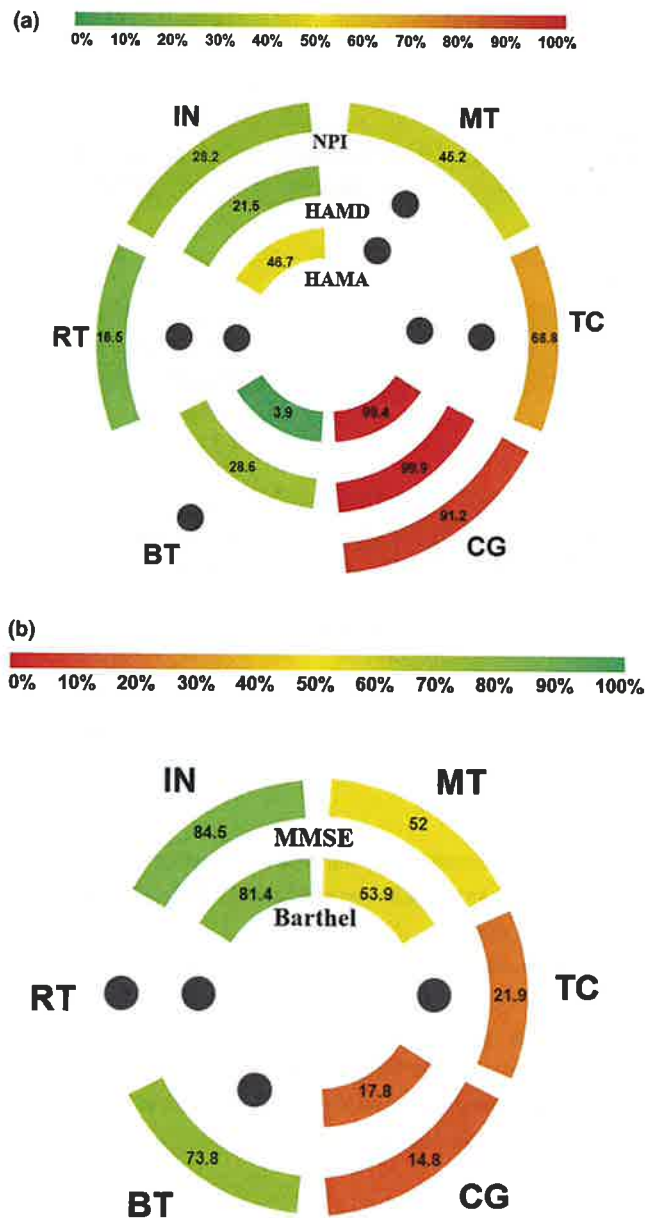 (a)
0% 10% 20% 30% 40% 50% 60% 70% 80% 90% 100%
IN MT
NPI
28.2 45.2
21.5 HAMD
46.7 HAMA
RT 16.5 66.8 TC
3.9 99.4
28.6 99.9
91.2
BT CG
(b)
0% 10% 20% 30% 40% 50% 60% 70% 80% 90% 100%
IN MT
84.5 MMSE 52
81.4 53.9
Barthel
RT 21.9 TC
17.8
73.8 14.8
BT CG